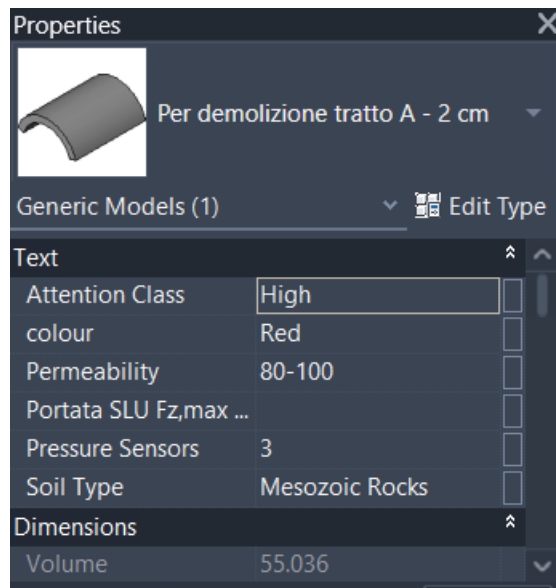 Properties
Per demolizione tratto A - 2 cm
Generic Models (1) Edit Type
Text
Attention Class High
colour Red
Permeability 80-100
Portata SLU Fz,max ...
Pressure Sensors 3
Soil Type Mesozoic Rocks
Dimensions
Volume 55.036